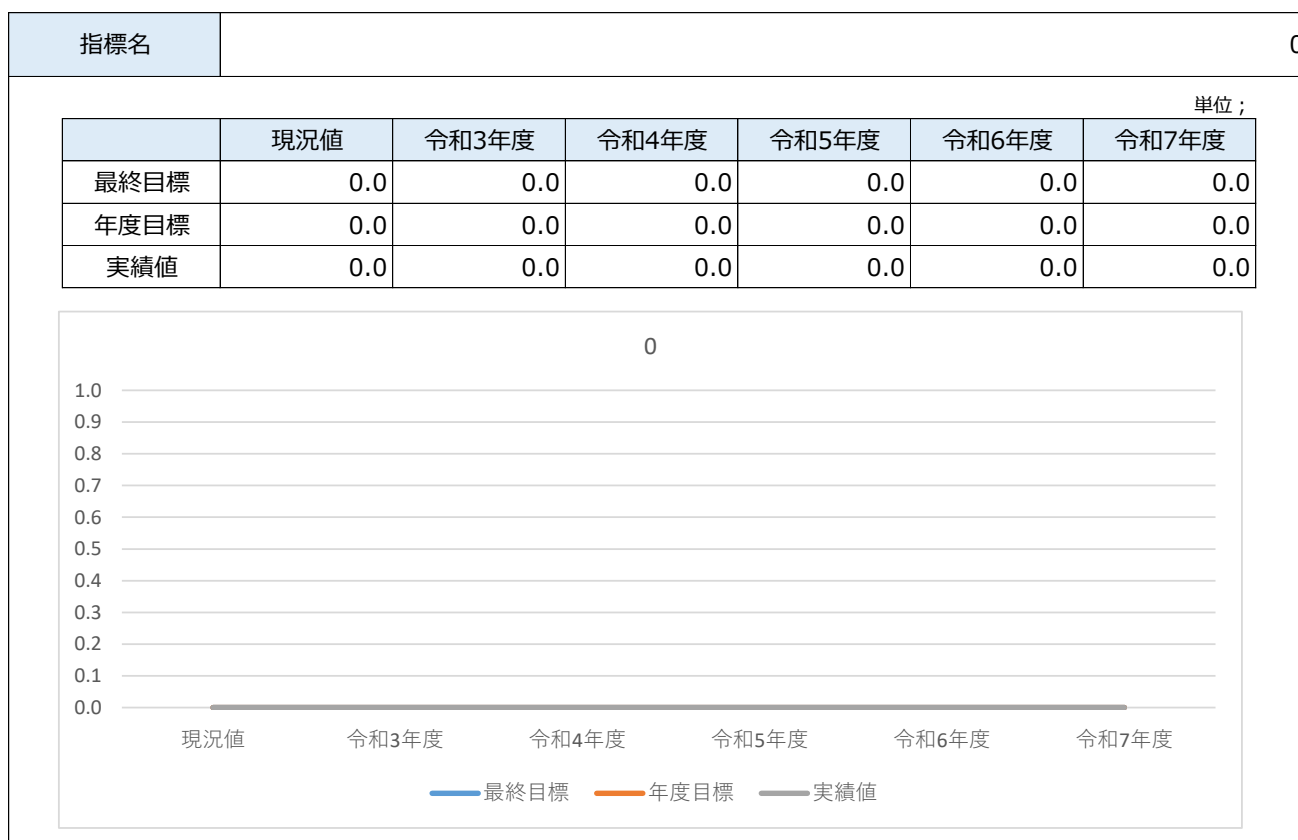 指標名 0
単位；
現況値 令和3年度 令和4年度 令和5年度 令和6年度 令和7年度
最終目標 0.0 0.0 0.0 0.0 0.0 0.0
年度目標 0.0 0.0 0.0 0.0 0.0 0.0
実績値 0.0 0.0 0.0 0.0 0.0 0.0
0
1.0
0.9
0.8
0.7
0.6
0.5
0.4
0.3
0.2
0.1
0.0
現況値 令和3年度 令和4年度 令和5年度 令和6年度 令和7年度
最終目標 年度目標 実績値